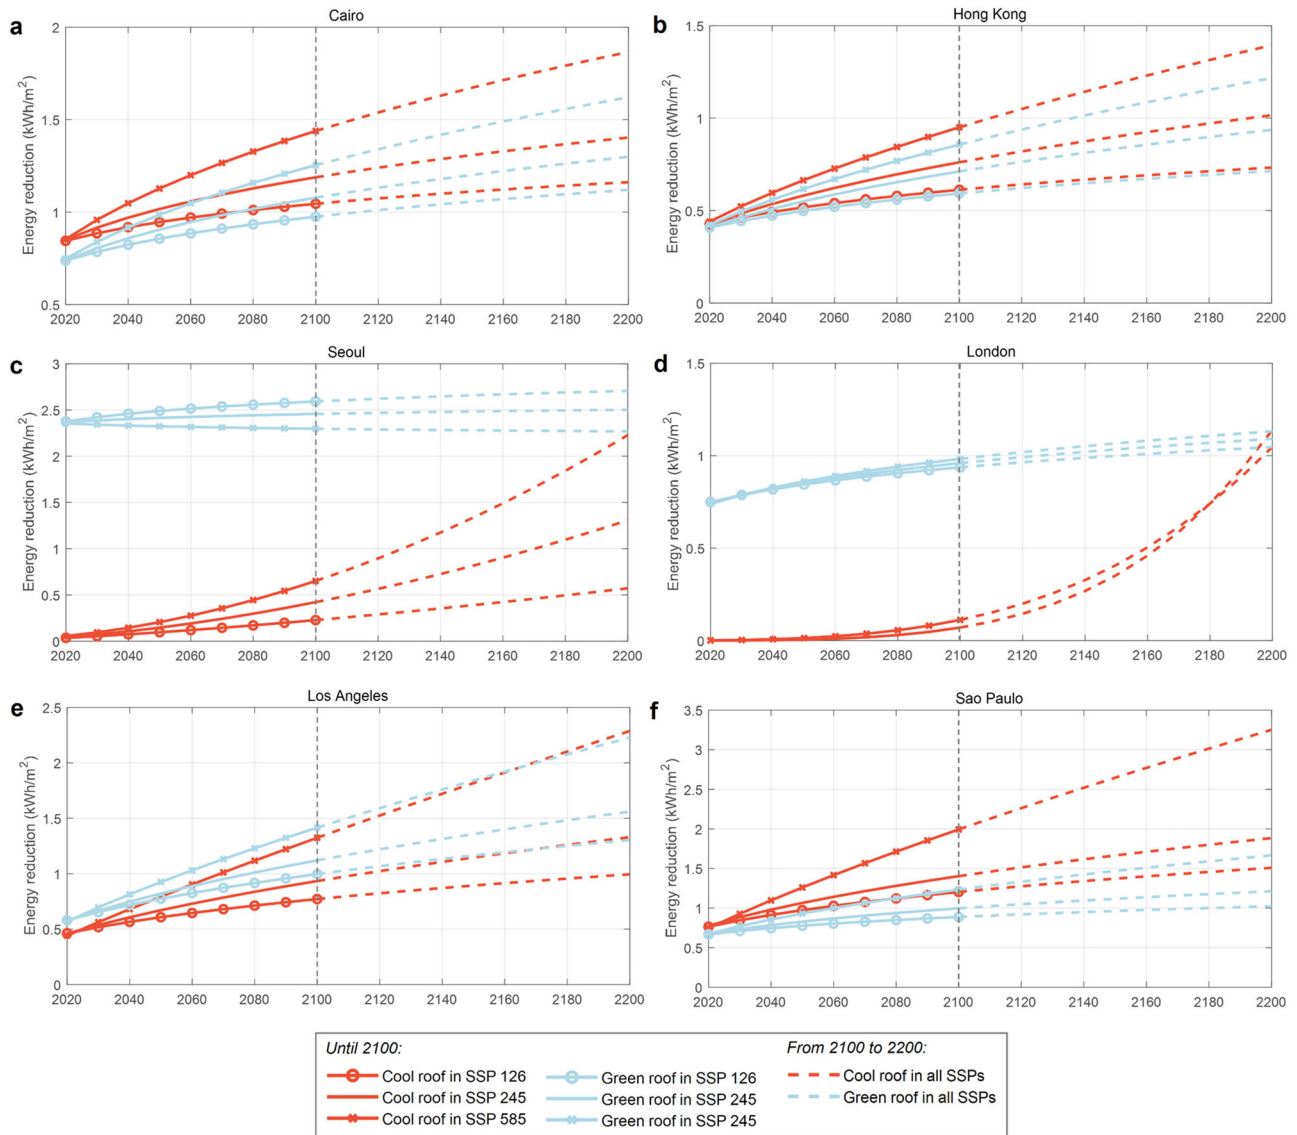 a
Cairo
Energy reduction (kWh/m²)
2
1.5
1
0.5
2020 2040 2060 2080 2100 2120 2140 2160 2180 2200
b
Hong Kong
Energy reduction (kWh/m²)
1.5
1
0.5
0
2020 2040 2060 2080 2100 2120 2140 2160 2180 2200
c
Seoul
Energy reduction (kWh/m²)
3
2.5
2
1.5
1
0.5
0
2020 2040 2060 2080 2100 2120 2140 2160 2180 2200
d
London
Energy reduction (kWh/m²)
1.5
1
0.5
0
2020 2040 2060 2080 2100 2120 2140 2160 2180 2200
e
Los Angeles
Energy reduction (kWh/m²)
2.5
2
1.5
1
0.5
0
2020 2040 2060 2080 2100 2120 2140 2160 2180 2200
f
Sao Paulo
Energy reduction (kWh/m²)
3.5
3
2.5
2
1.5
1
0.5
0
2020 2040 2060 2080 2100 2120 2140 2160 2180 2200
Until 2100:
Cool roof in SSP 126
Cool roof in SSP 245
Cool roof in SSP 585
Green roof in SSP 126
Green roof in SSP 245
Green roof in SSP 245
From 2100 to 2200:
Cool roof in all SSPs
Green roof in all SSPs